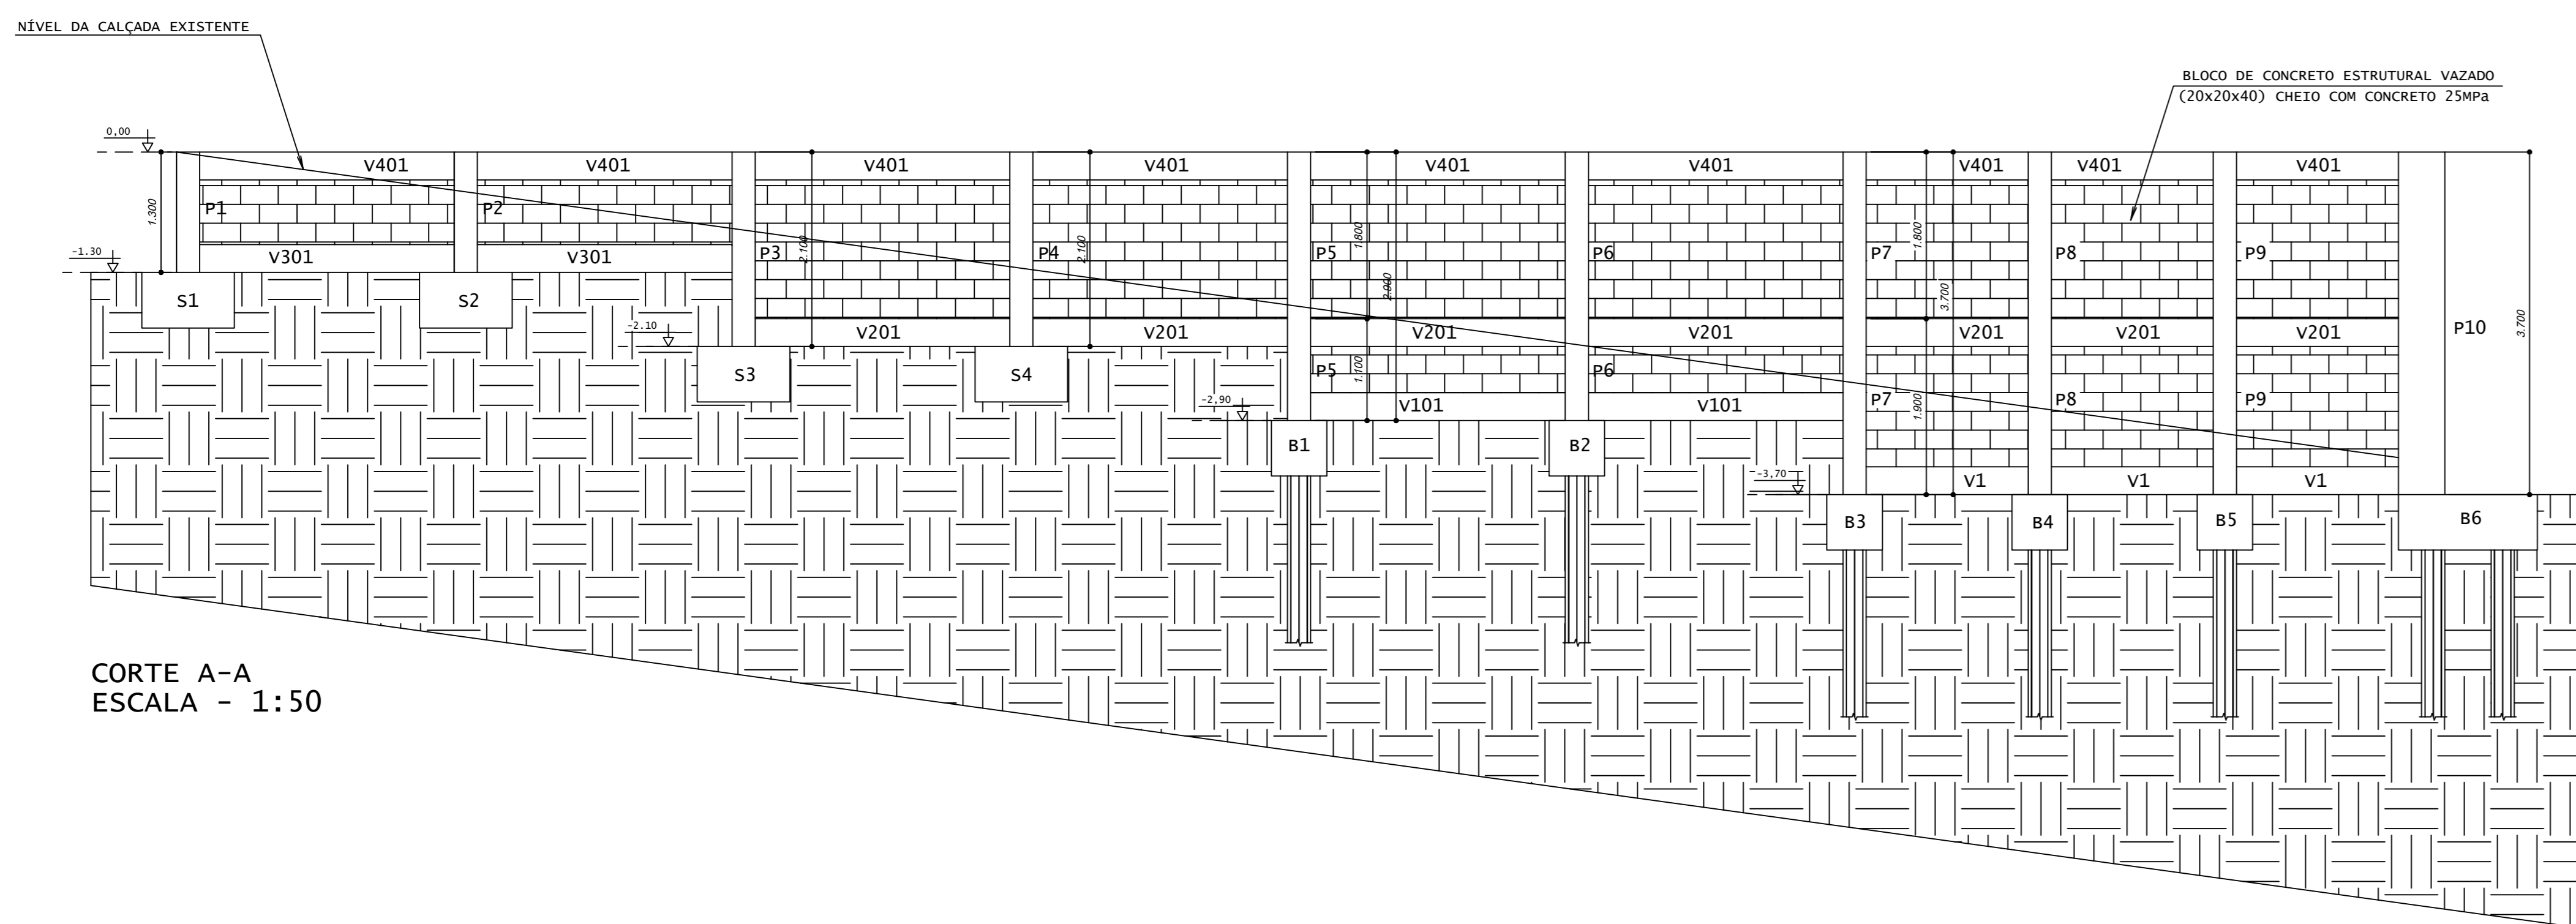 NÍVEL DA CALÇADA EXISTENTE
BLOCO DE CONCRETO ESTRUTURAL VAZADO
(20x20x40) CHEIO COM CONCRETO 25MPa
0,00
V401 V401 V401 V401 V401 V401 V401 V401 V401
1.300
P1 P2
1.800 1.800
2.100 2.100
P3 P4 P5 P6 P7 P8 P9
-1.30
V301 V301
2.900 3.700
S1 S2
-2.10
V201 V201 V201 V201 V201 V201 V201
P10
3.700
S3 S4
P5 1.100 P6
-2,90
V101 V101
P7 1.900 P8 P9
B1 B2
-3,70
V1 V1 V1
B3 B4 B5 B6
CORTE A-A
ESCALA - 1:50